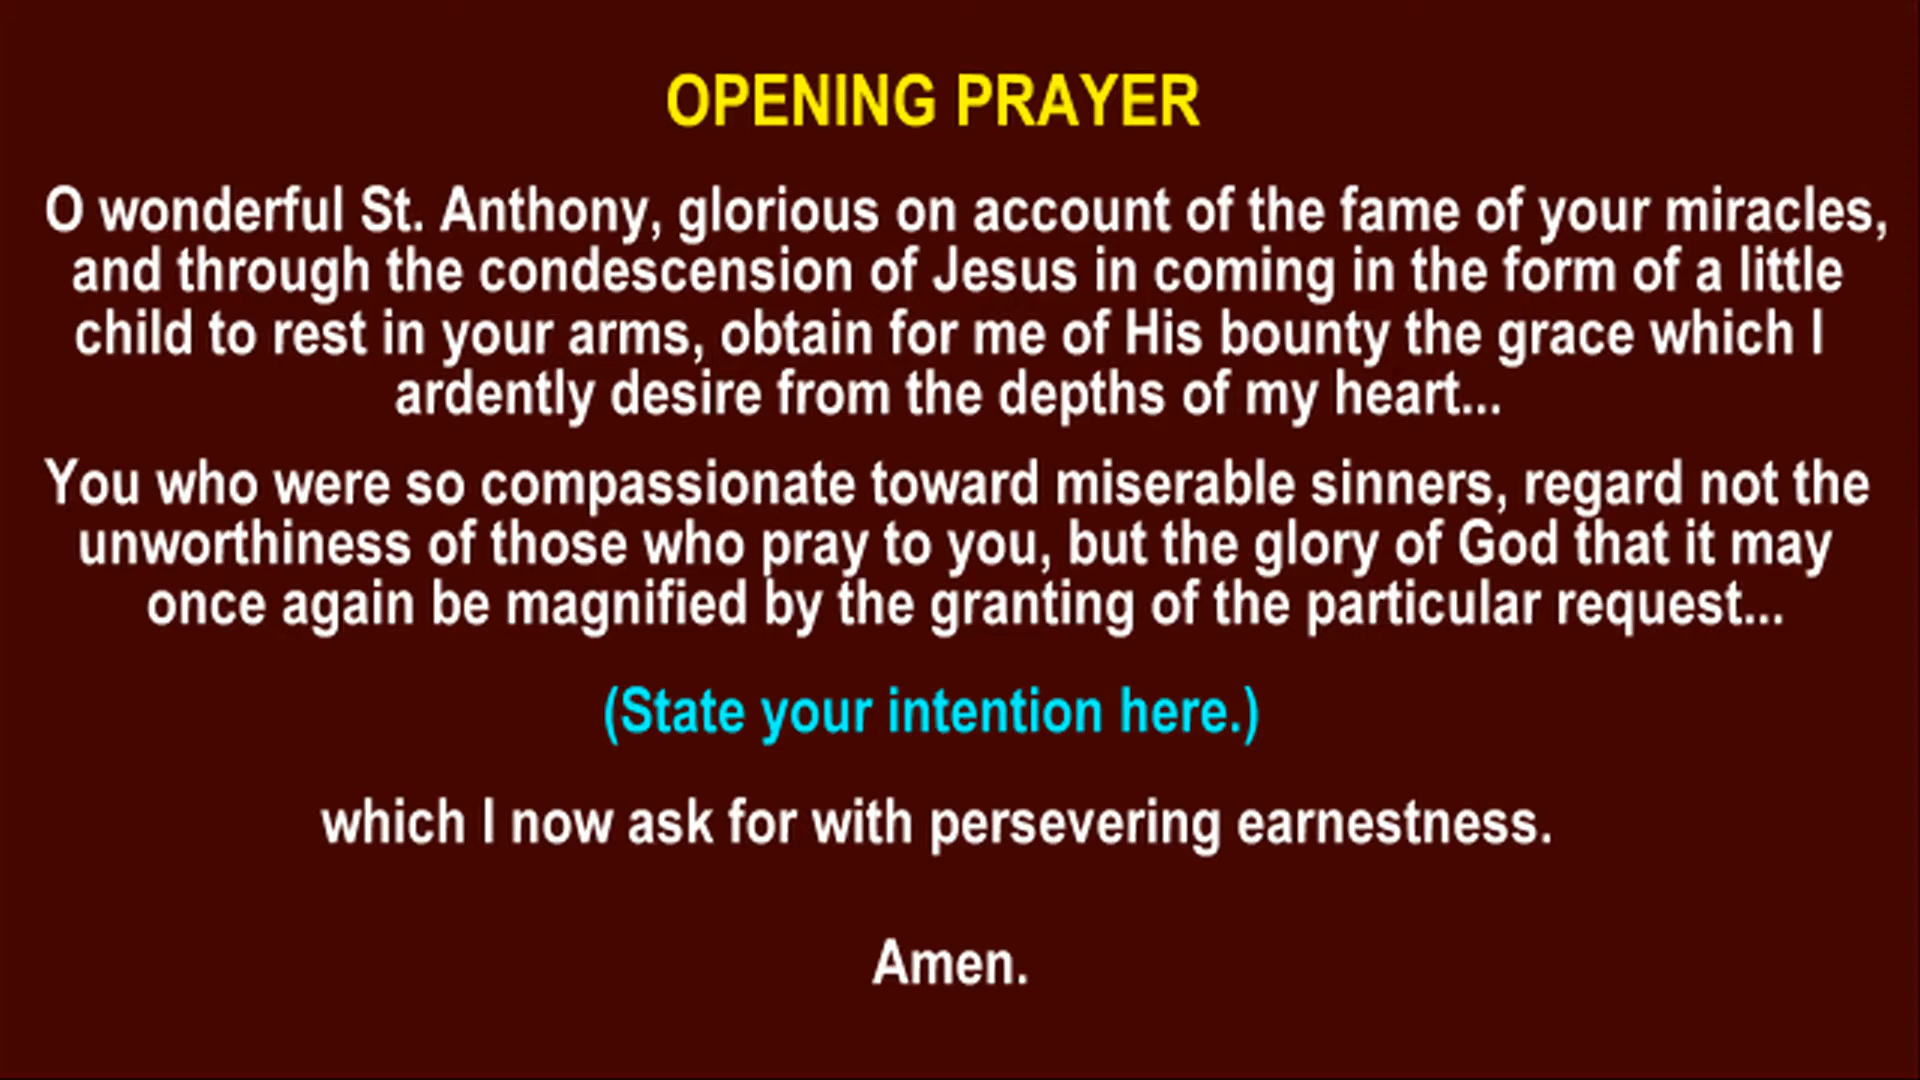 OPENING PRAYER
O wonderful St. Anthony, glorious on account of the fame of your miracles,
and through the condescension of Jesus in coming in the form of a little
child to rest in your arms, obtain for me of His bounty the grace which I
ardently desire from the depths of my heart...
You who were so compassionate toward miserable sinners, regard not the
unworthiness of those who pray to you, but the glory of God that it may
once again be magnified by the granting of the particular request...
(State your intention here.)
which I now ask for with persevering earnestness.
Amen.